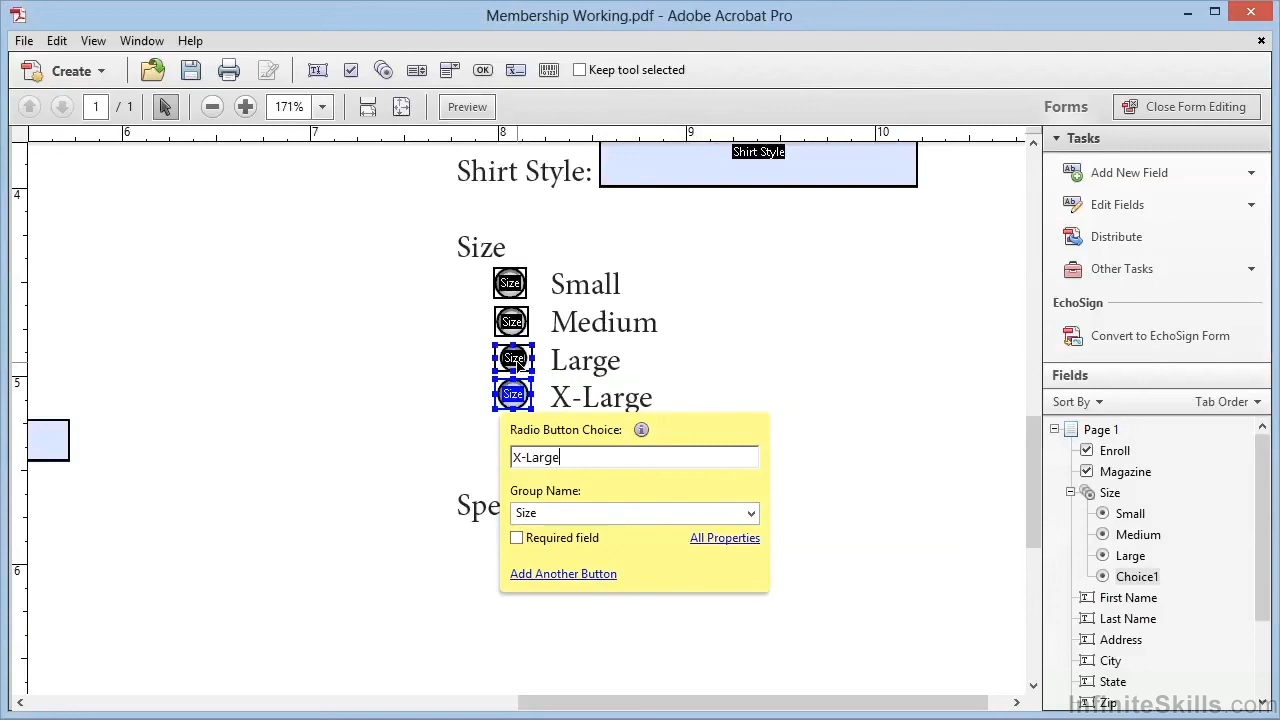 Membership Working.pdf - Adobe Acrobat Pro
File Edit View Window Help
Create
OK
Keep tool selected
1 / 1
171%
Preview
Forms
Close Form Editing
6 7 8 9 10
Tasks
Shirt Style:
Shirt Style
Add New Field
4
Edit Fields
Distribute
Size
Other Tasks
Size
Small
EchoSign
Size
Medium
Convert to EchoSign Form
Size
Large
5
Fields
Size
X-Large
Sort By
Tab Order
Radio Button Choice:
X-Large
Group Name:
Size
Required field
All Properties
Add Another Button
Spe
6
Page 1
Enroll
Magazine
Size
Small
Medium
Large
Choice1
First Name
Last Name
Address
City
State
Zip
InfiniteSkills.com